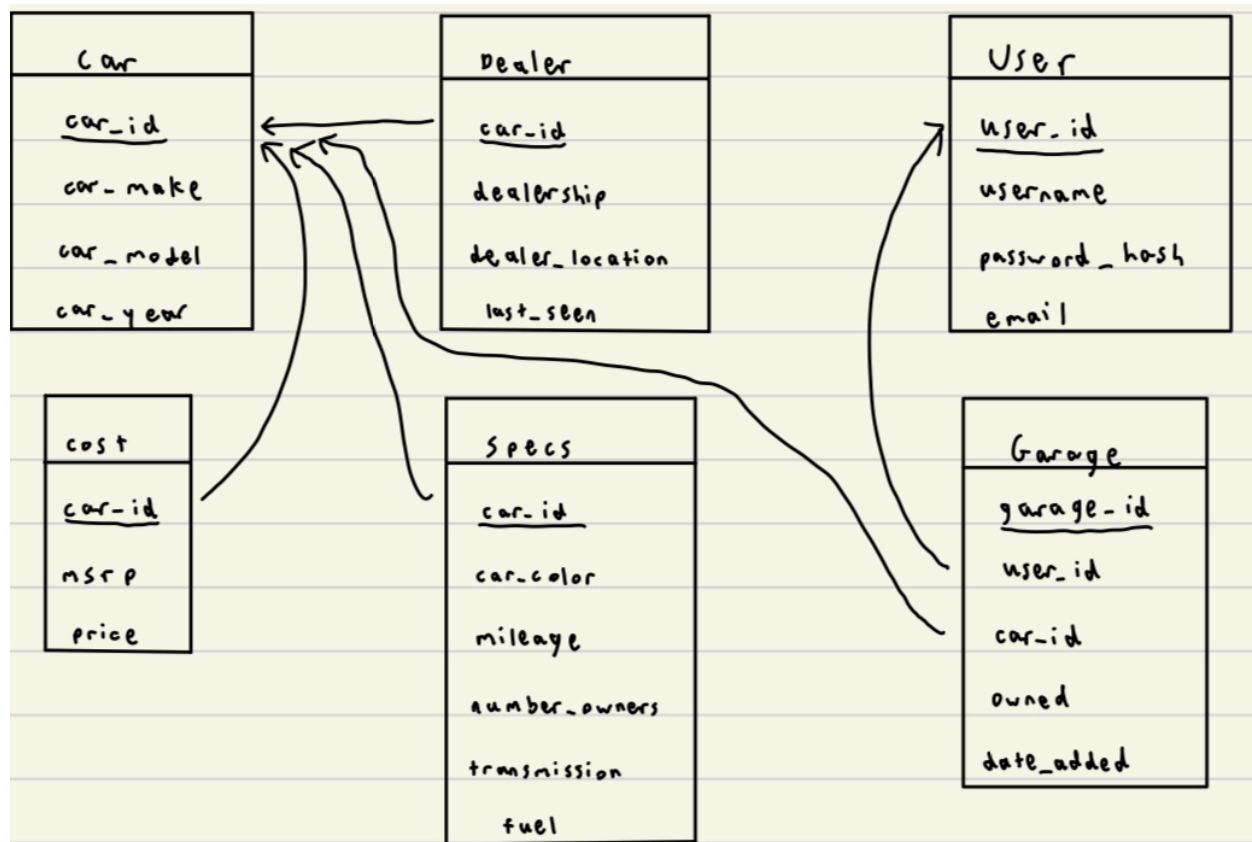 Car
car_id
car_make
car_model
car_year
Dealer
car_id
dealership
dealer_location
last_seen
User
user_id
username
password_hash
email
cost
car_id
msrp
price
Specs
car_id
car_color
mileage
number_owners
transmission
fuel
Garage
garage_id
user_id
car_id
owned
date_added